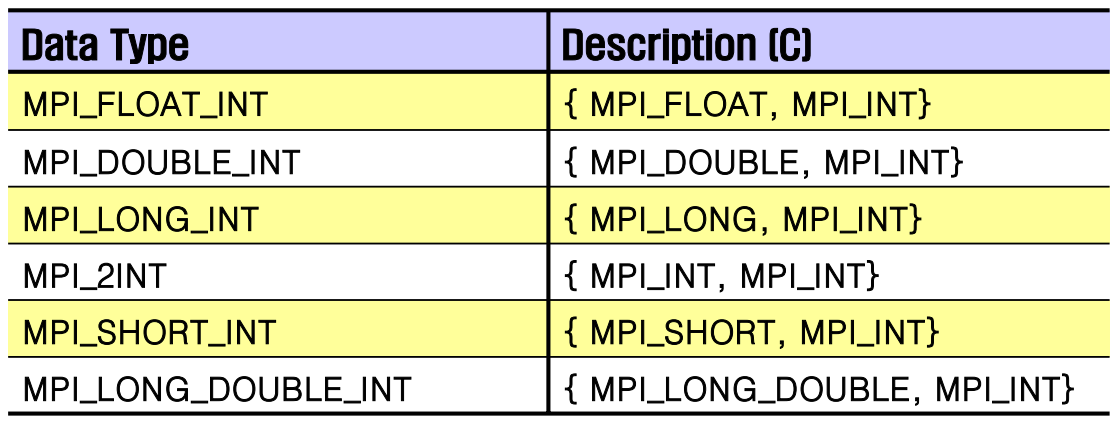 Data Type Description (C)
MPI_FLOAT_INT { MPI_FLOAT, MPI_INT}
MPI_DOUBLE_INT { MPI_DOUBLE, MPI_INT}
MPI_LONG_INT { MPI_LONG, MPI_INT}
MPI_2INT { MPI_INT, MPI_INT}
MPI_SHORT_INT { MPI_SHORT, MPI_INT}
MPI_LONG_DOUBLE_INT { MPI_LONG_DOUBLE, MPI_INT}